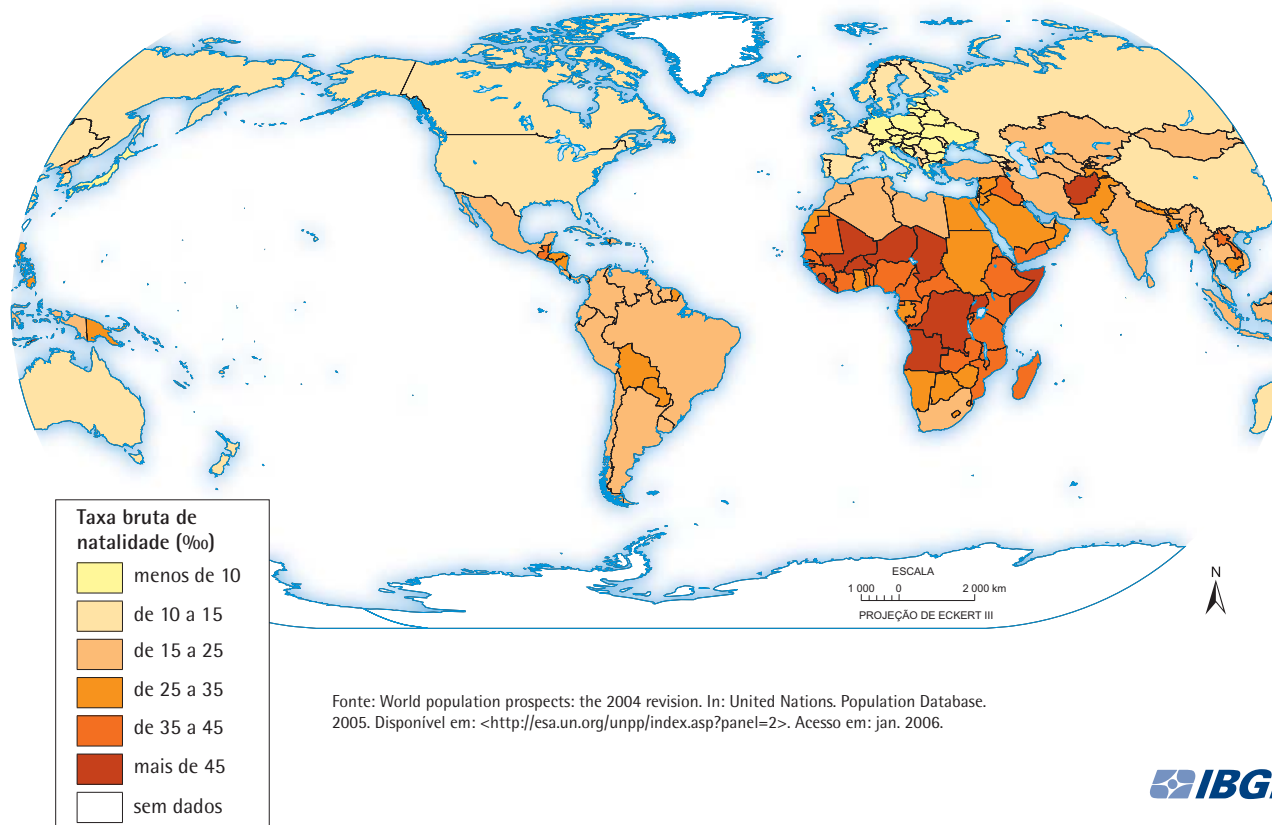 Taxa bruta de
natalidade (‰)
menos de 10
de 10 a 15
de 15 a 25
de 25 a 35
de 35 a 45
mais de 45
sem dados
ESCALA
1 000 0 2 000 km
PROJEÇÃO DE ECKERT III
N
Fonte: World population prospects: the 2004 revision. In: United Nations. Population Database.
2005. Disponível em: <http://esa.un.org/unpp/index.asp?panel=2>. Acesso em: jan. 2006.
IBG